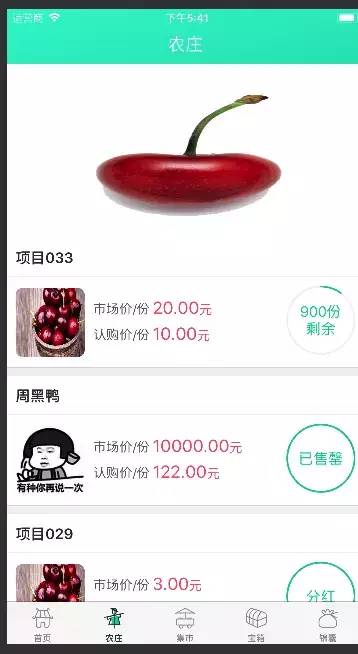 运营商 下午5:41
农庄
项目033
市场价/份 20.00元
认购价/份 10.00元
900份
剩余
周黑鸭
有种你再说一次
市场价/份 10000.00元
认购价/份 122.00元
已售罄
项目029
市场价/份 3.00元
分红
首页 农庄 集市 宝箱 锦囊